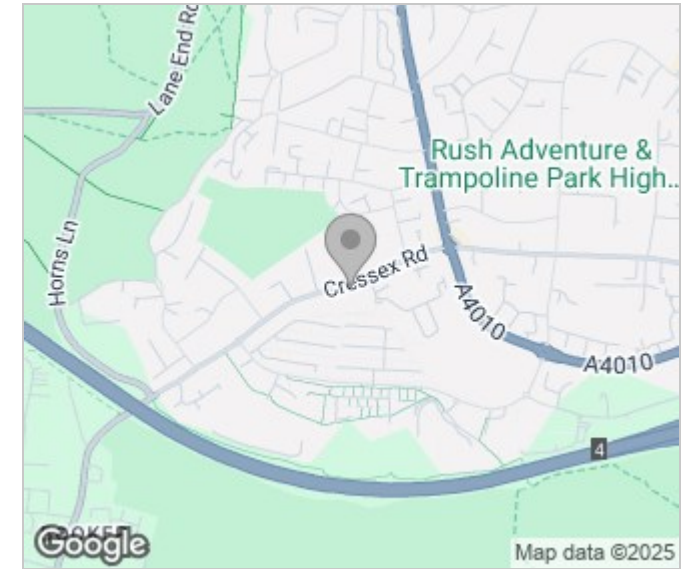 Lane End Rd
Rush Adventure &
Trampoline Park High...
Horns Ln
Cressex Rd
A4010
A4010
4
Google
Map data ©2025